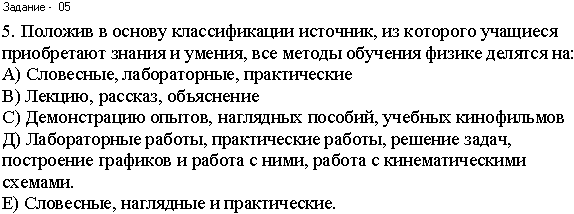 Задание - 05
5. Положив в основу классификации источник, из которого учащиеся
приобретают знания и умения, все методы обучения физике делятся на:
А) Словесные, лабораторные, практические
В) Лекцию, рассказ, объяснение
С) Демонстрацию опытов, наглядных пособий, учебных кинофильмов
Д) Лабораторные работы, практические работы, решение задач,
построение графиков и работа с ними, работа с кинематическими
схемами.
Е) Словесные, наглядные и практические.